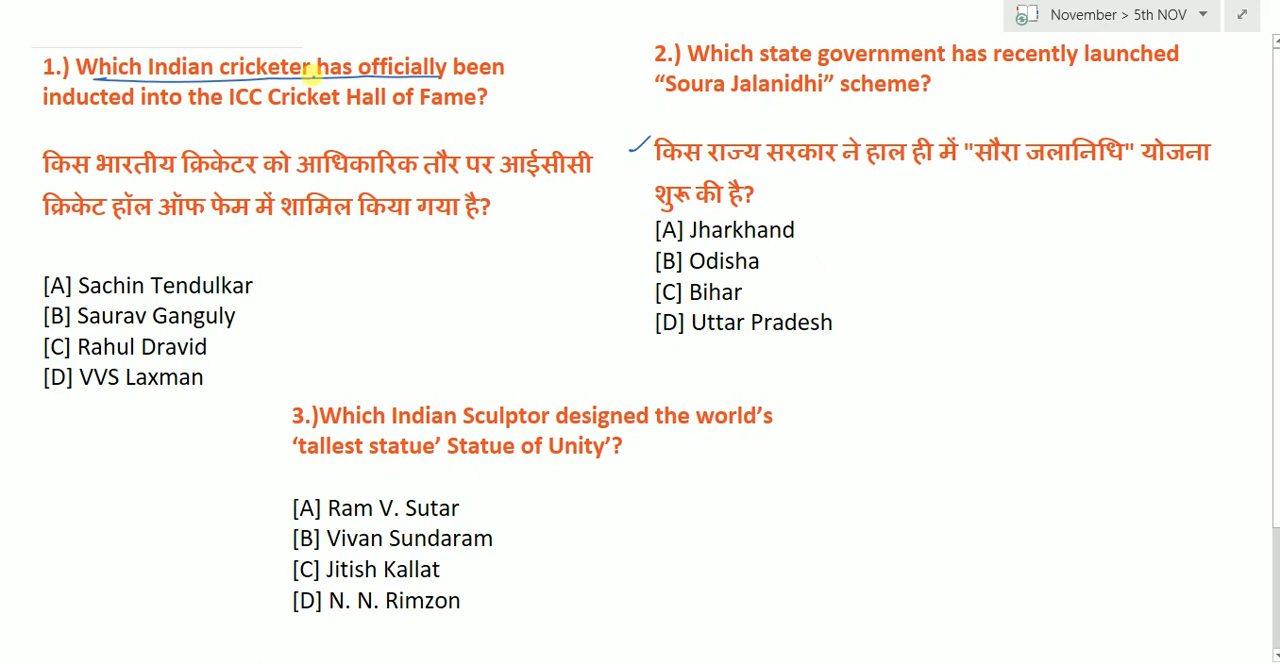 November > 5th NOV
1.) Which Indian cricketer has officially been
inducted into the ICC Cricket Hall of Fame?
किस भारतीय क्रिकेटर को आधिकारिक तौर पर आईसीसी
क्रिकेट हॉल ऑफ फेम में शामिल किया गया है?
[A] Sachin Tendulkar
[B] Saurav Ganguly
[C] Rahul Dravid
[D] VVS Laxman
2.) Which state government has recently launched
“Soura Jalanidhi” scheme?
किस राज्य सरकार ने हाल ही में "सौरा जलानिधि" योजना
शुरू की है?
[A] Jharkhand
[B] Odisha
[C] Bihar
[D] Uttar Pradesh
3.)Which Indian Sculptor designed the world’s
‘tallest statue’ Statue of Unity’?
[A] Ram V. Sutar
[B] Vivan Sundaram
[C] Jitish Kallat
[D] N. N. Rimzon